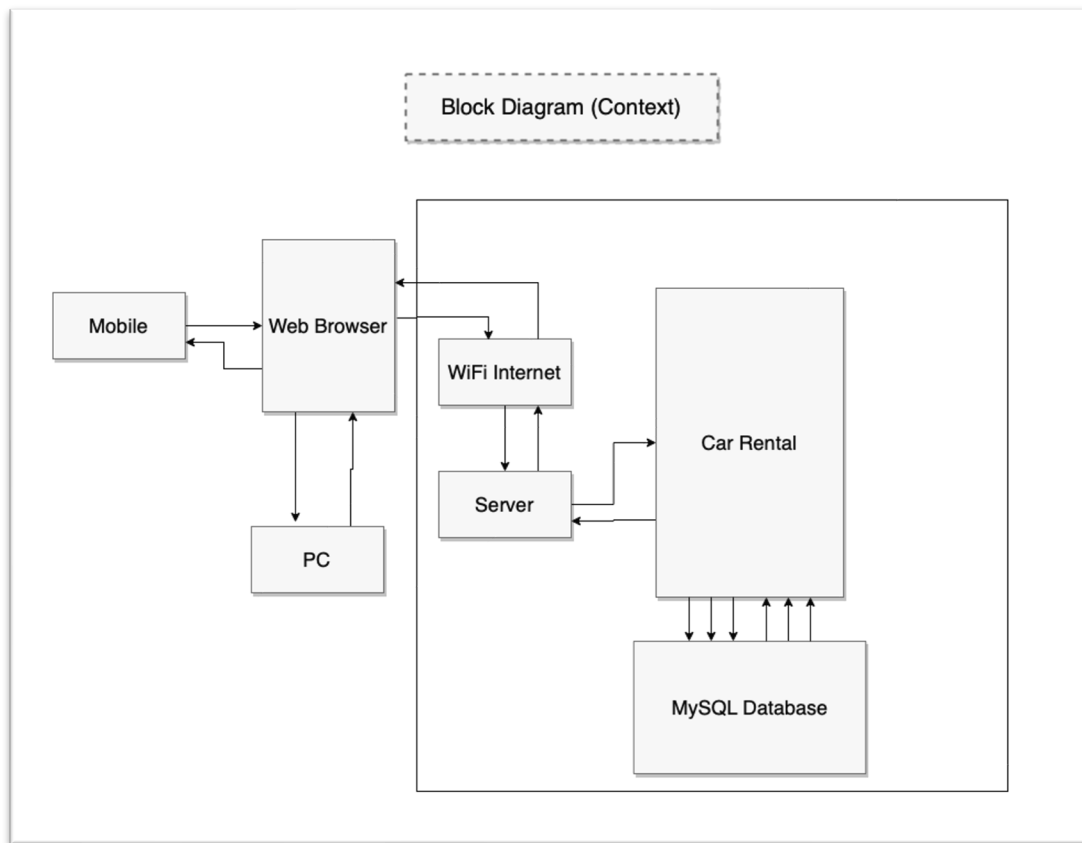 Block Diagram (Context)
Mobile
Web Browser
WiFi Internet
Car Rental
Server
PC
MySQL Database